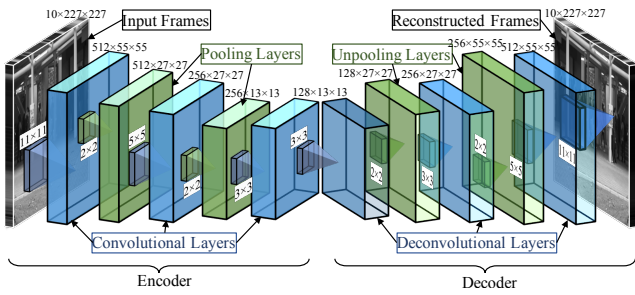 10×227×227
Input Frames
512×55×55
Pooling Layers
512×27×27
256×27×27
256×13×13
128×13×13
11×11
2×2
5×5
2×2
3×3
3×3
Convolutional Layers
Encoder
10×227×227
Reconstructed Frames
256×55×55
512×55×55
Unpooling Layers
128×27×27
256×27×27
2×2
3×3
2×2
5×5
11×11
Deconvolutional Layers
Decoder